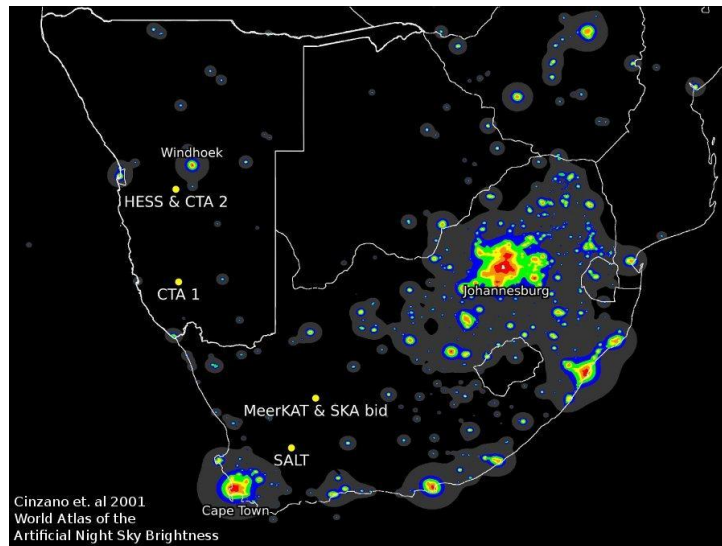 Windhoek
HESS & CTA 2
CTA 1
Johannesburg
MeerKAT & SKA bid
SALT
Cape Town
Cinzano et. al 2001
World Atlas of the
Artificial Night Sky Brightness